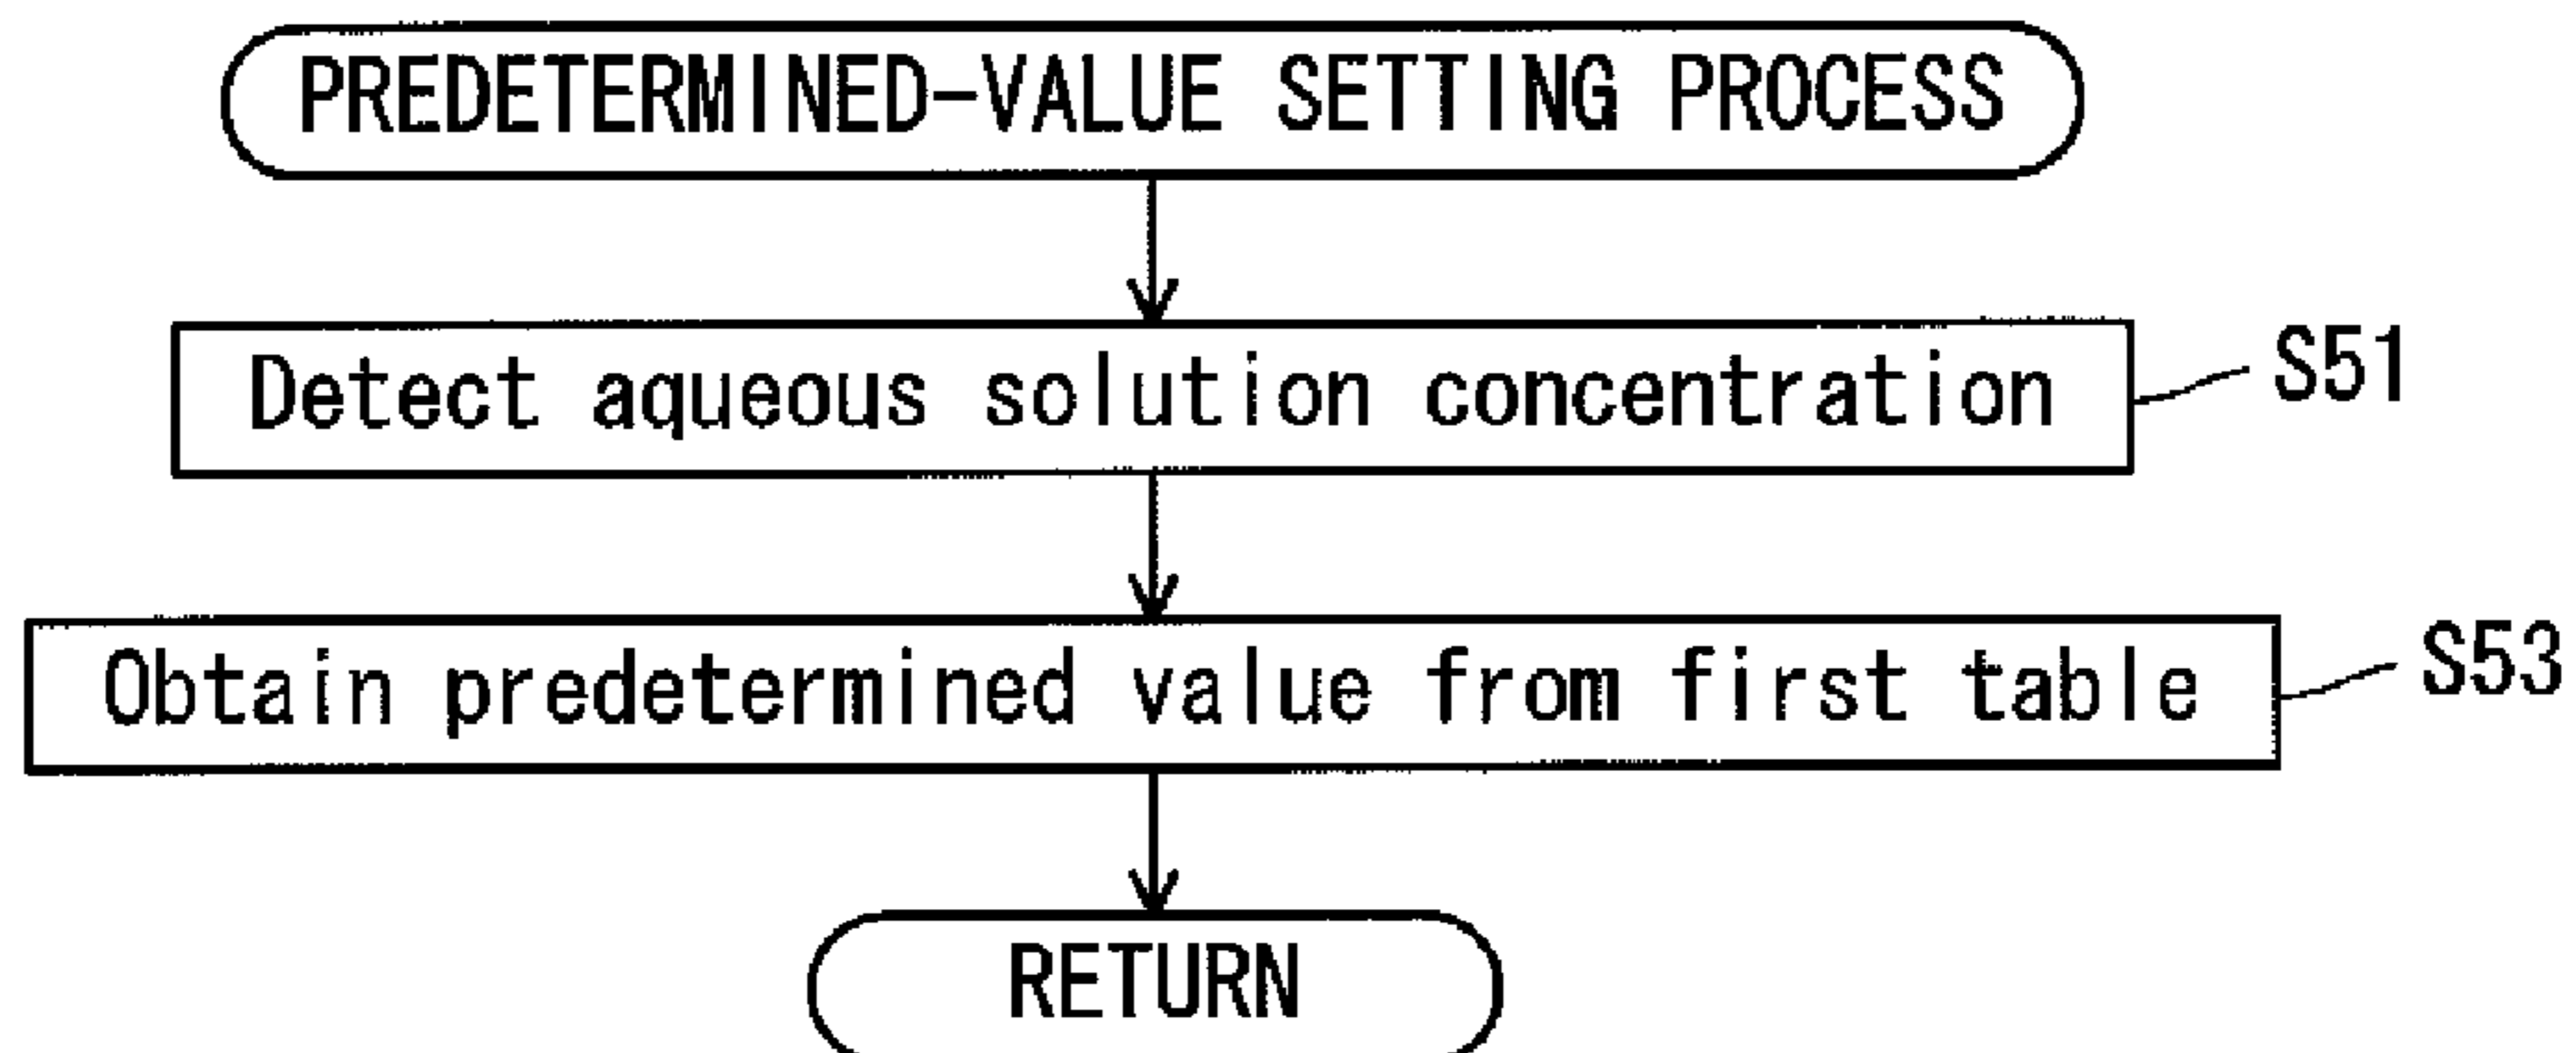 PREDETERMINED-VALUE SETTING PROCESS
Detect aqueous solution concentration
S51
Obtain predetermined value from first table
S53
RETURN